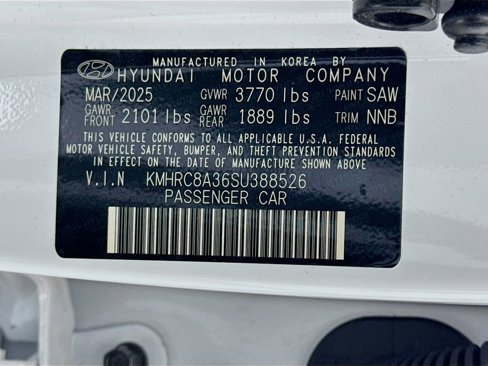 MANUFACTURED IN KOREA BY
HYUNDAI MOTOR COMPANY
MAR/2025 GVWR 3770 lbs PAINT SAW
GAWR FRONT 2101 lbs GAWR REAR 1889 lbs TRIM NNB
THIS VEHICLE CONFORMS TO ALL APPLICABLE U.S.A. FEDERAL
MOTOR VEHICLE SAFETY, BUMPER, AND THEFT PREVENTION STANDARDS
IN EFFECT ON THE DATE OF MANUFACTURE SHOWN ABOVE
V.I.N KMHRC8A36SU388526
PASSENGER CAR